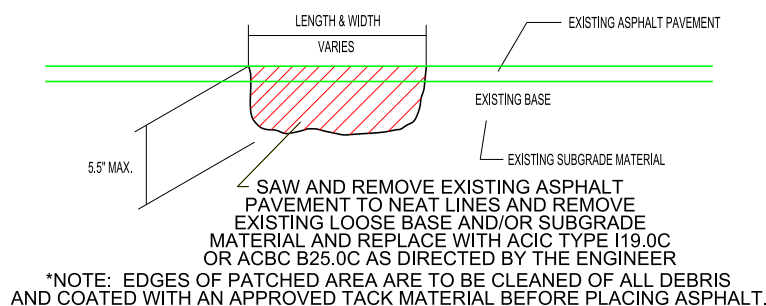 LENGTH & WIDTH
VARIES
EXISTING ASPHALT PAVEMENT
EXISTING BASE
5.5" MAX.
EXISTING SUBGRADE MATERIAL
SAW AND REMOVE EXISTING ASPHALT
PAVEMENT TO NEAT LINES AND REMOVE
EXISTING LOOSE BASE AND/OR SUBGRADE
MATERIAL AND REPLACE WITH ACIC TYPE I19.0C
OR ACBC B25.0C AS DIRECTED BY THE ENGINEER
*NOTE: EDGES OF PATCHED AREA ARE TO BE CLEANED OF ALL DEBRIS
AND COATED WITH AN APPROVED TACK MATERIAL BEFORE PLACING ASPHALT.